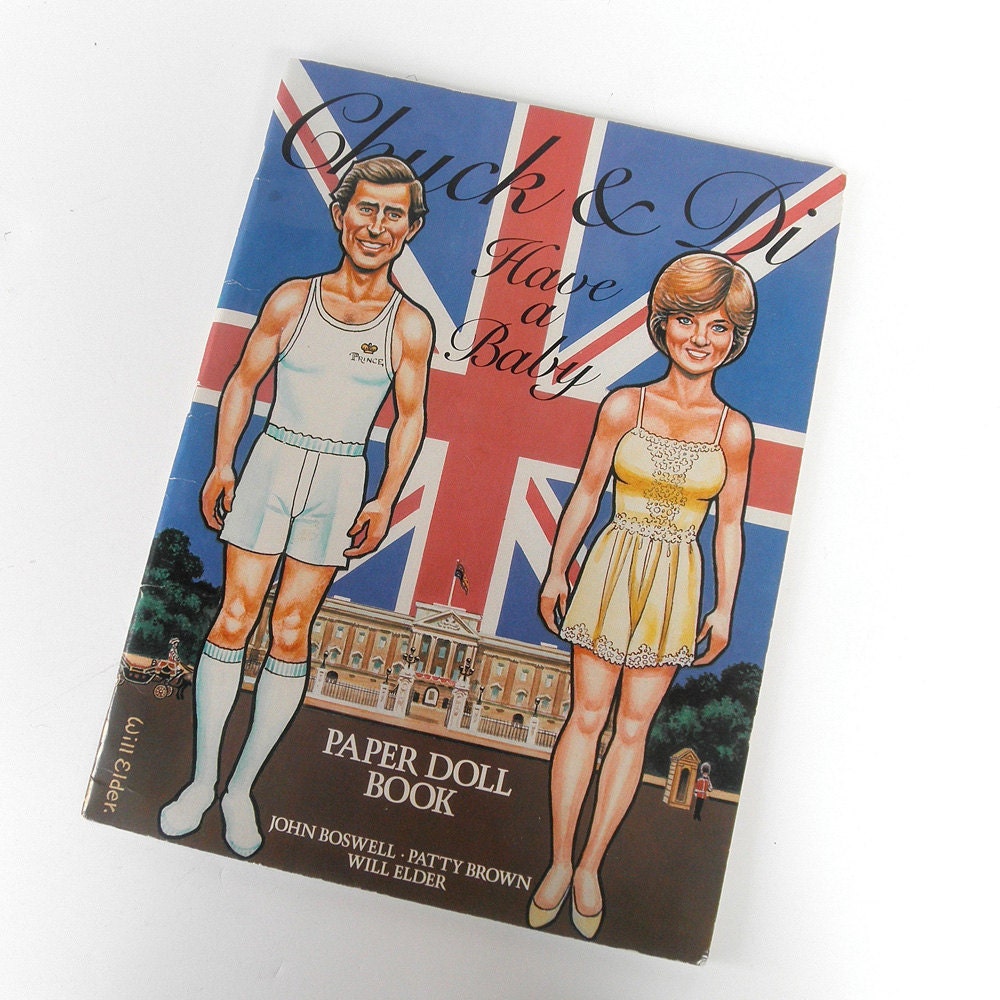 Chuck & Di
Have
a
Baby
PRINCE
PAPER DOLL
BOOK
JOHN BOSWELL · PATTY BROWN
WILL ELDER
Will Elder.